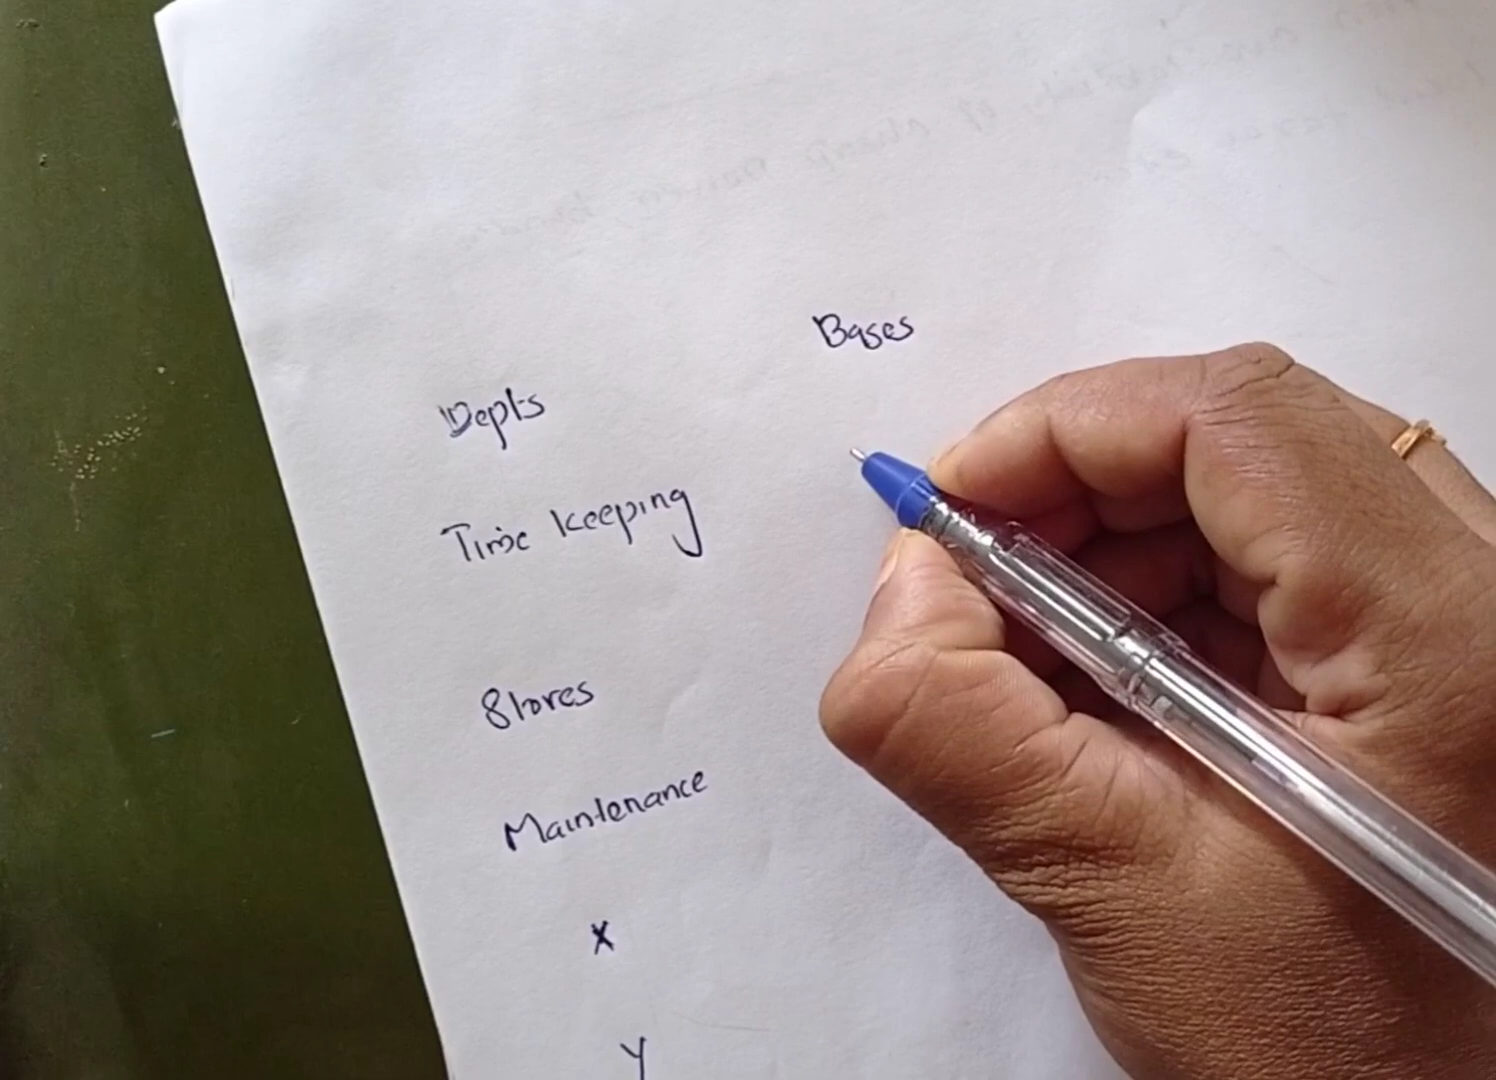 Bases
Depts
Time Keeping
Stores
Maintenance
X
Y